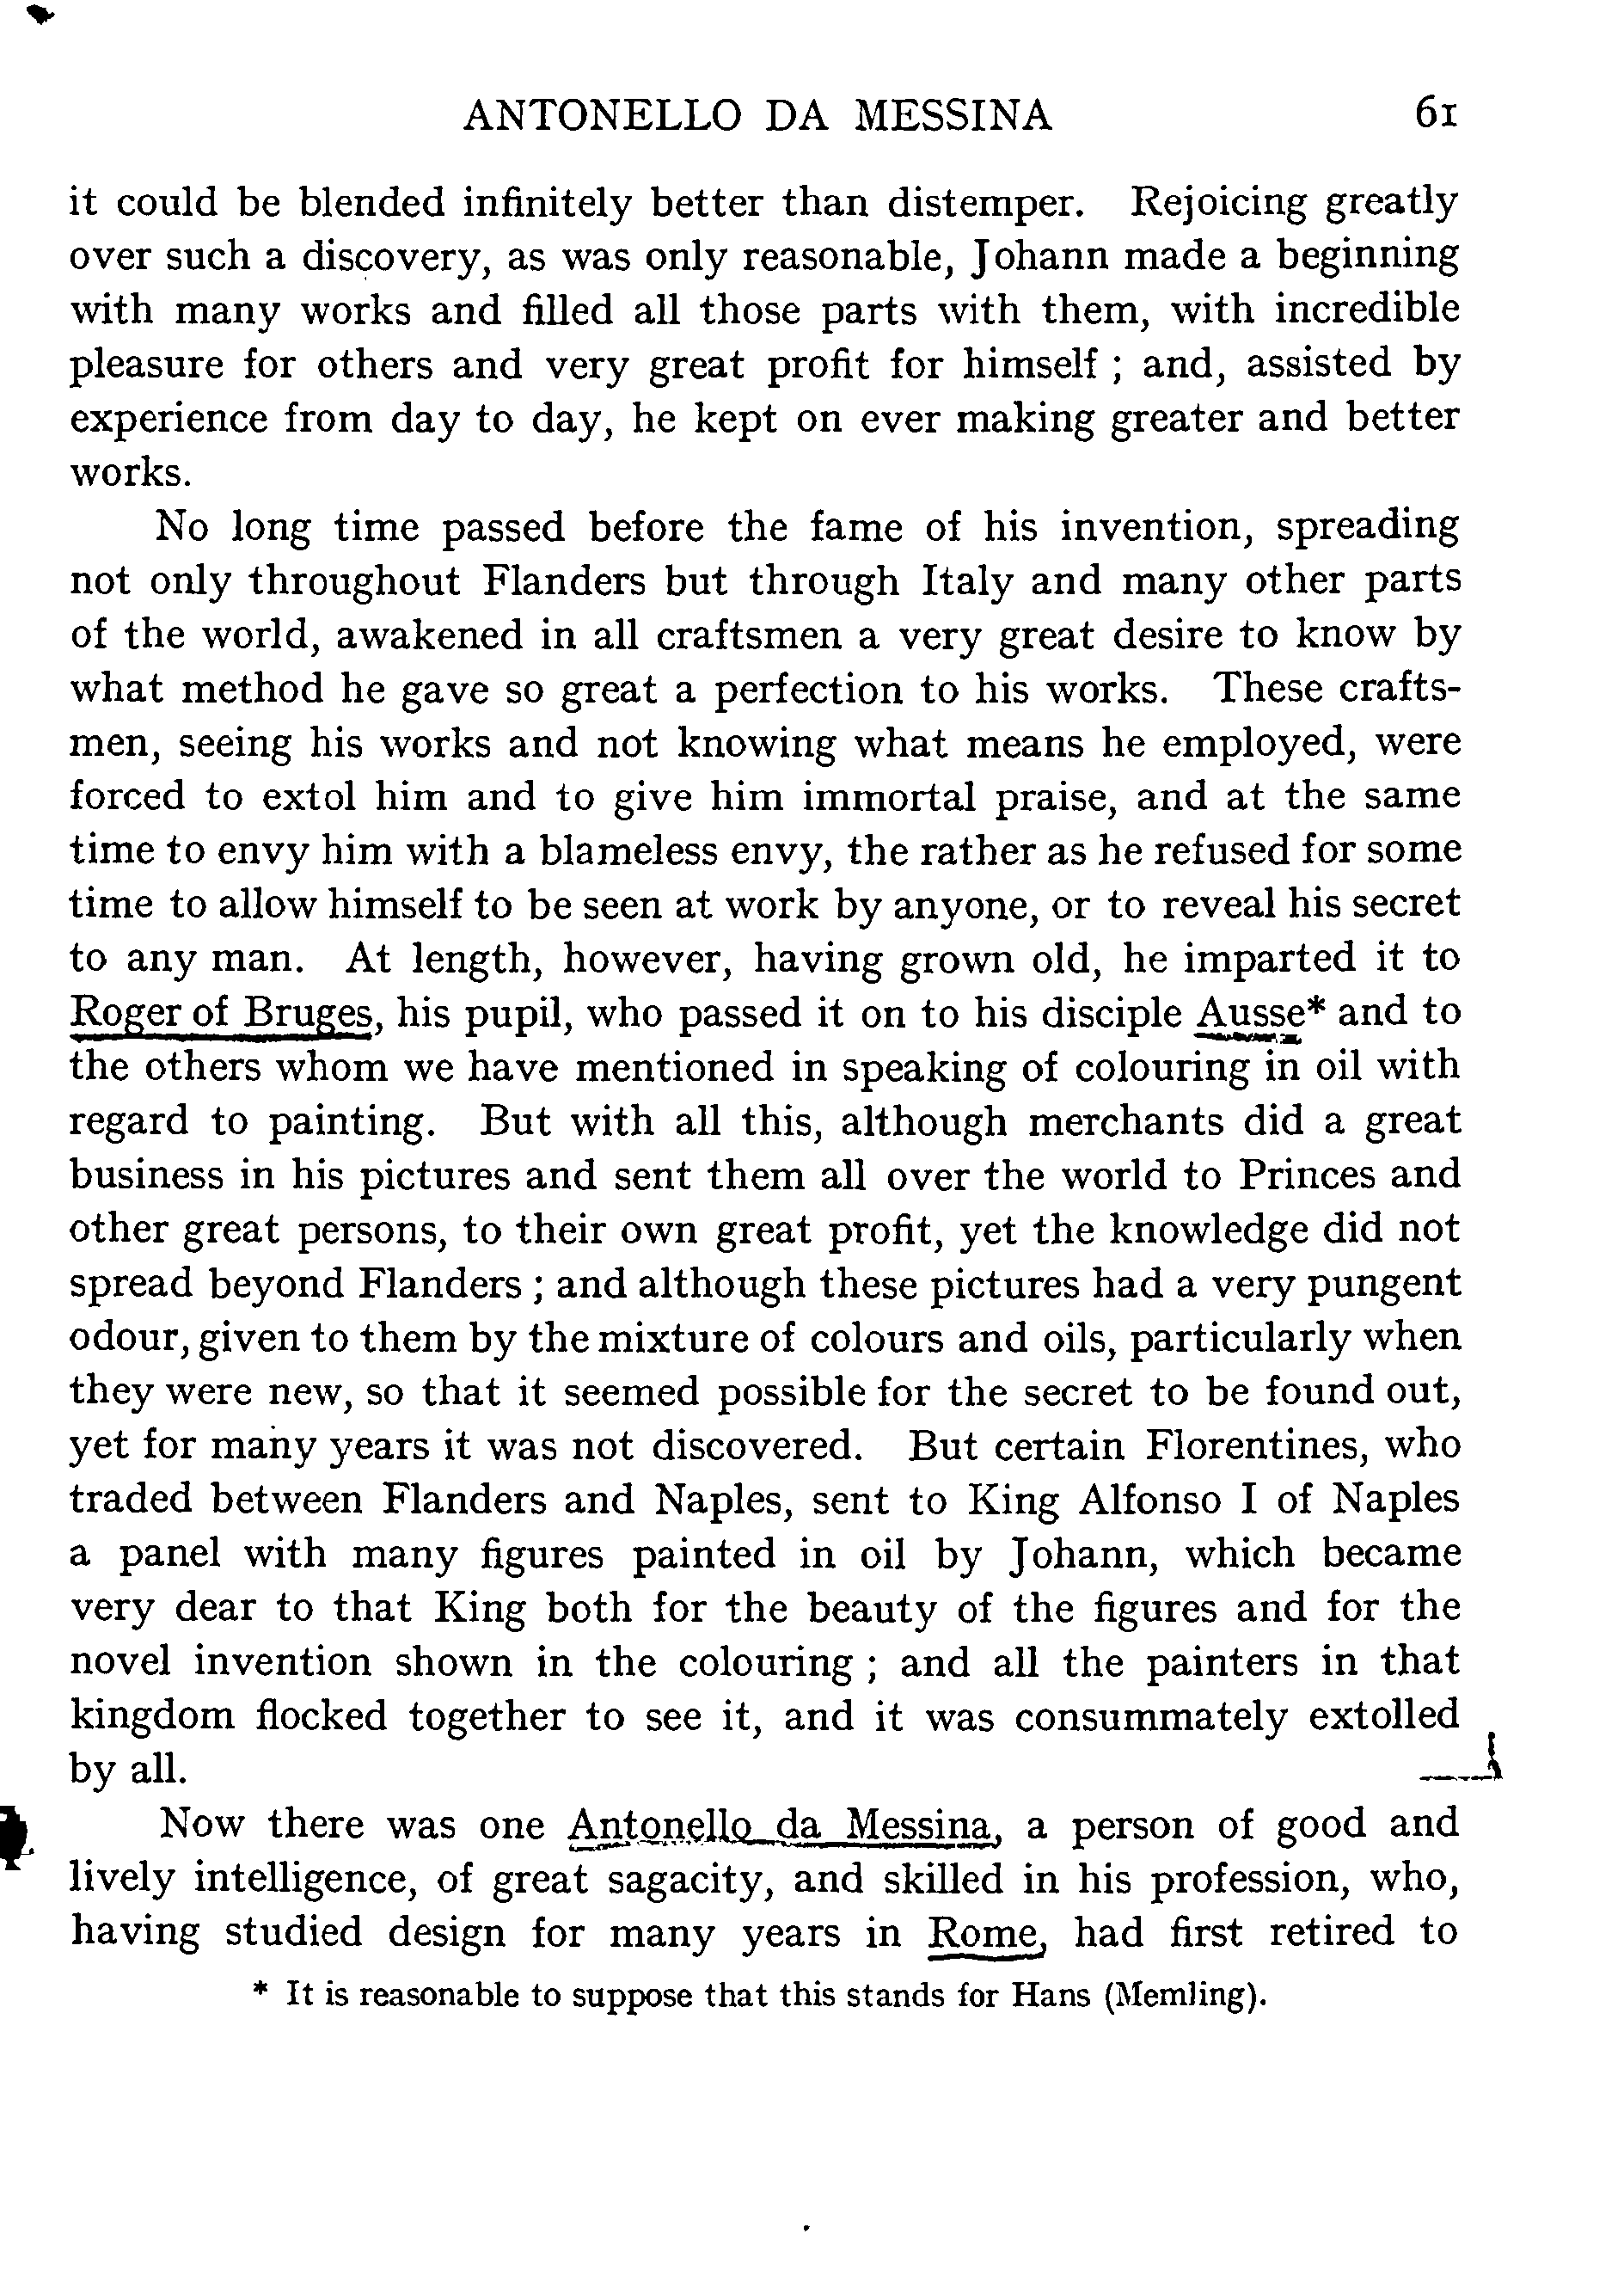 ANTONELLO DA MESSINA 61
it could be blended infinitely better than distemper. Rejoicing greatly
over such a discovery, as was only reasonable, Johann made a beginning
with many works and filled all those parts with them, with incredible
pleasure for others and very great profit for himself ; and, assisted by
experience from day to day, he kept on ever making greater and better
works.
No long time passed before the fame of his invention, spreading
not only throughout Flanders but through Italy and many other parts
of the world, awakened in all craftsmen a very great desire to know by
what method he gave so great a perfection to his works. These crafts-
men, seeing his works and not knowing what means he employed, were
forced to extol him and to give him immortal praise, and at the same
time to envy him with a blameless envy, the rather as he refused for some
time to allow himself to be seen at work by anyone, or to reveal his secret
to any man. At length, however, having grown old, he imparted it to
Roger of Bruges, his pupil, who passed it on to his disciple Ausse* and to
the others whom we have mentioned in speaking of colouring in oil with
regard to painting. But with all this, although merchants did a great
business in his pictures and sent them all over the world to Princes and
other great persons, to their own great profit, yet the knowledge did not
spread beyond Flanders ; and although these pictures had a very pungent
odour, given to them by the mixture of colours and oils, particularly when
they were new, so that it seemed possible for the secret to be found out,
yet for many years it was not discovered. But certain Florentines, who
traded between Flanders and Naples, sent to King Alfonso I of Naples
a panel with many figures painted in oil by Johann, which became
very dear to that King both for the beauty of the figures and for the
novel invention shown in the colouring ; and all the painters in that
kingdom flocked together to see it, and it was consummately extolled
by all.
Now there was one Antonello da Messina, a person of good and
lively intelligence, of great sagacity, and skilled in his profession, who,
having studied design for many years in Rome, had first retired to
* It is reasonable to suppose that this stands for Hans (Memling).